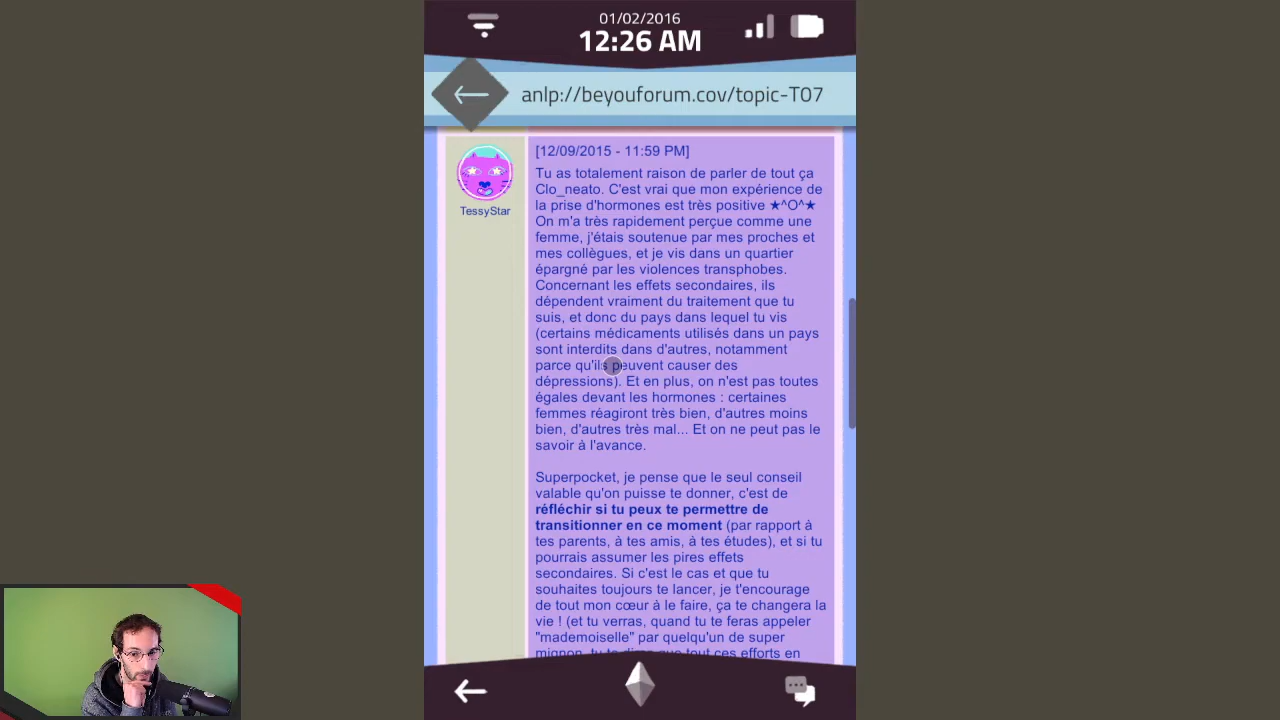 01/02/2016
12:26 AM
anlp://beyouforum.cov/topic-T07
[12/09/2015 - 11:59 PM]
TessyStar
Tu as totalement raison de parler de tout ça
Clo_neato. C'est vrai que mon expérience de
la prise d'hormones est très positive ★^O^★
On m'a très rapidement perçue comme une
femme, j'étais soutenue par mes proches et
mes collègues, et je vis dans un quartier
épargné par les violences transphobes.
Concernant les effets secondaires, ils
dépendent vraiment du traitement que tu
suis, et donc du pays dans lequel tu vis
(certains médicaments utilisés dans un pays
sont interdits dans d'autres, notamment
parce qu'ils peuvent causer des
dépressions). Et en plus, on n'est pas toutes
égales devant les hormones : certaines
femmes réagiront très bien, d'autres moins
bien, d'autres très mal... Et on ne peut pas le
savoir à l'avance.
Superpocket, je pense que le seul conseil
valable qu'on puisse te donner, c'est de
réfléchir si tu peux te permettre de
transitionner en ce moment (par rapport à
tes parents, à tes amis, à tes études), et si tu
pourrais assumer les pires effets
secondaires. Si c'est le cas et que tu
souhaites toujours te lancer, je t'encourage
de tout mon cœur à le faire, ça te changera la
vie ! (et tu verras, quand tu te feras appeler
"mademoiselle" par quelqu'un de super
mignon, tu te diras que tout ces efforts en